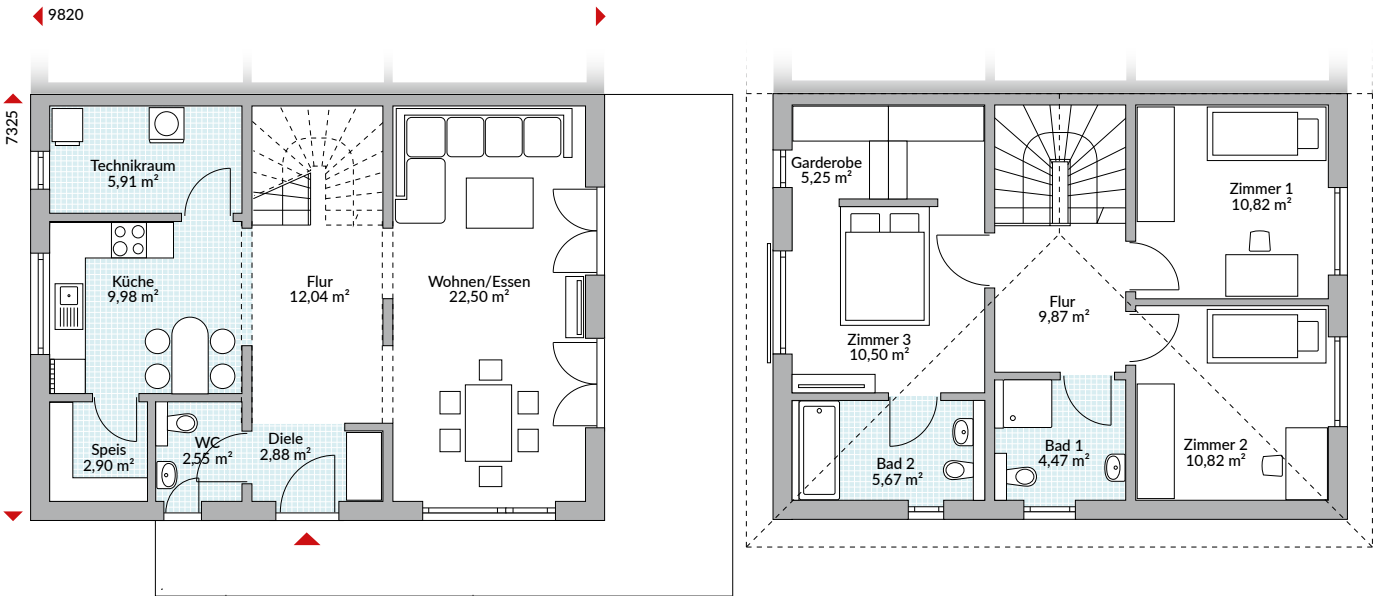 9820
7325
Technikraum
5,91 m²
Küche
9,98 m²
Flur
12,04 m²
Wohnen/Essen
22,50 m²
Speis
2,90 m²
WC
2,55 m²
Diele
2,88 m²
Garderobe
5,25 m²
Zimmer 1
10,82 m²
Flur
9,87 m²
Zimmer 3
10,50 m²
Bad 2
5,67 m²
Bad 1
4,47 m²
Zimmer 2
10,82 m²